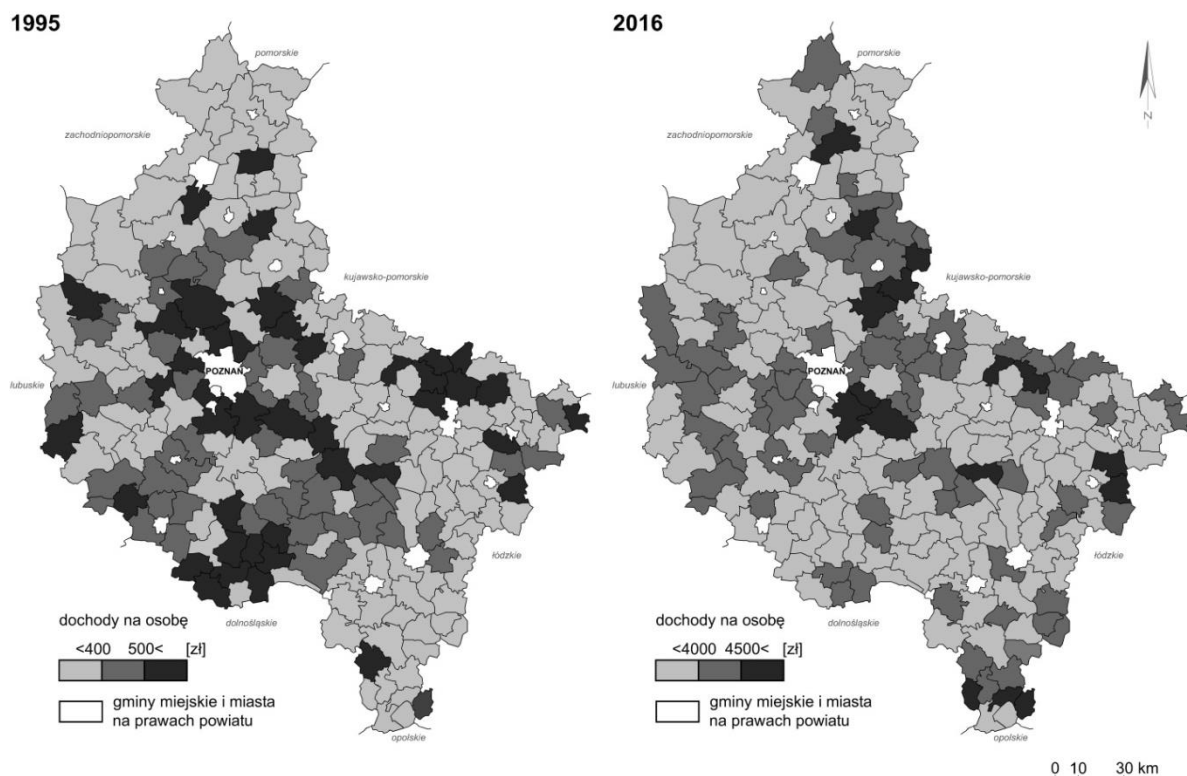 1995
pomorskie
zachodniopomorskie
kujawsko-pomorskie
lubuskie
POZNAŃ
łódzkie
dolnośląskie
opolskie
dochody na osobę
<400 500< [zł]
gminy miejskie i miasta
na prawach powiatu
2016
pomorskie
N
zachodniopomorskie
kujawsko-pomorskie
lubuskie
POZNAŃ
łódzkie
dolnośląskie
opolskie
dochody na osobę
<4000 4500< [zł]
gminy miejskie i miasta
na prawach powiatu
0 10 30 km